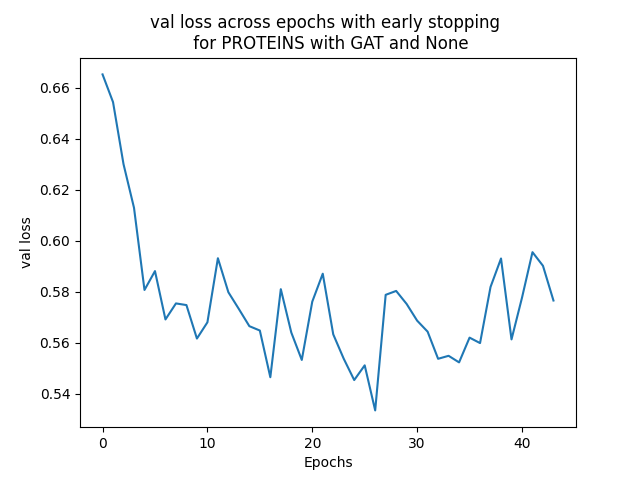 val loss across epochs with early stopping
for PROTEINS with GAT and None
0.66
0.64
0.62
0.60
0.58
0.56
0.54
val loss
0 10 20 30 40
Epochs